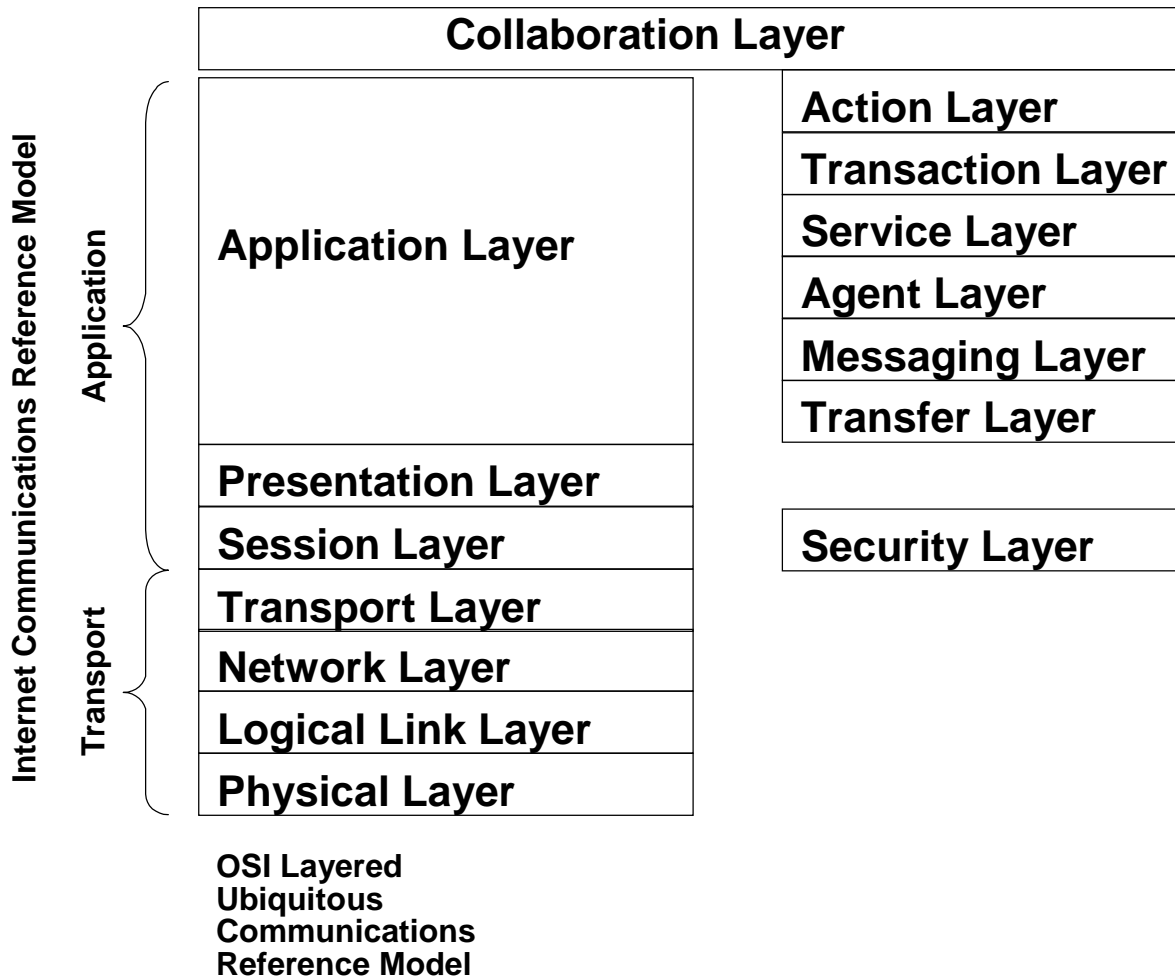 Collaboration Layer
Internet Communications Reference Model
Application
Transport
Application Layer
Presentation Layer
Session Layer
Transport Layer
Network Layer
Logical Link Layer
Physical Layer
Action Layer
Transaction Layer
Service Layer
Agent Layer
Messaging Layer
Transfer Layer
Security Layer
OSI Layered
Ubiquitous
Communications
Reference Model